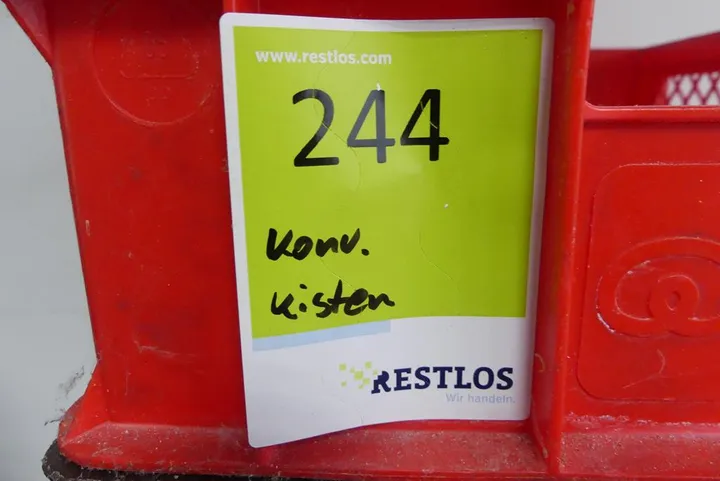 www.restlos.com
244
Konv.
Kisten
RESTLOS
Wir handeln.